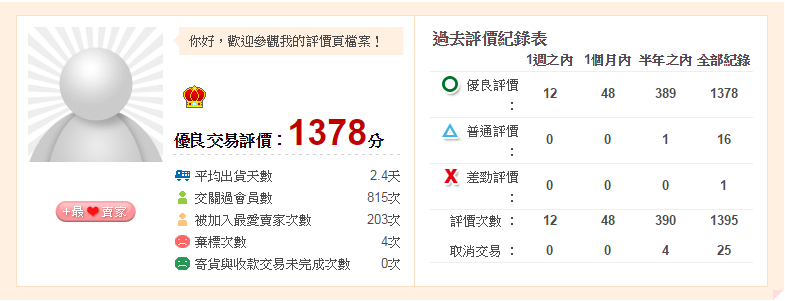 你好，歡迎參觀我的評價頁檔案！
優良交易評價：1378分
平均出貨天數 2.4天
交關過會員數 815次
被加入最愛賣家次數 203次
棄標次數 4次
寄貨與收款交易未完成次數 0次
+最❤賣家
過去評價紀錄表
1週之內 1個月內 半年之內 全部紀錄
優良評價： 12 48 389 1378
普通評價： 0 0 1 16
差勁評價： 0 0 0 1
評價次數： 12 48 390 1395
取消交易： 0 0 4 25